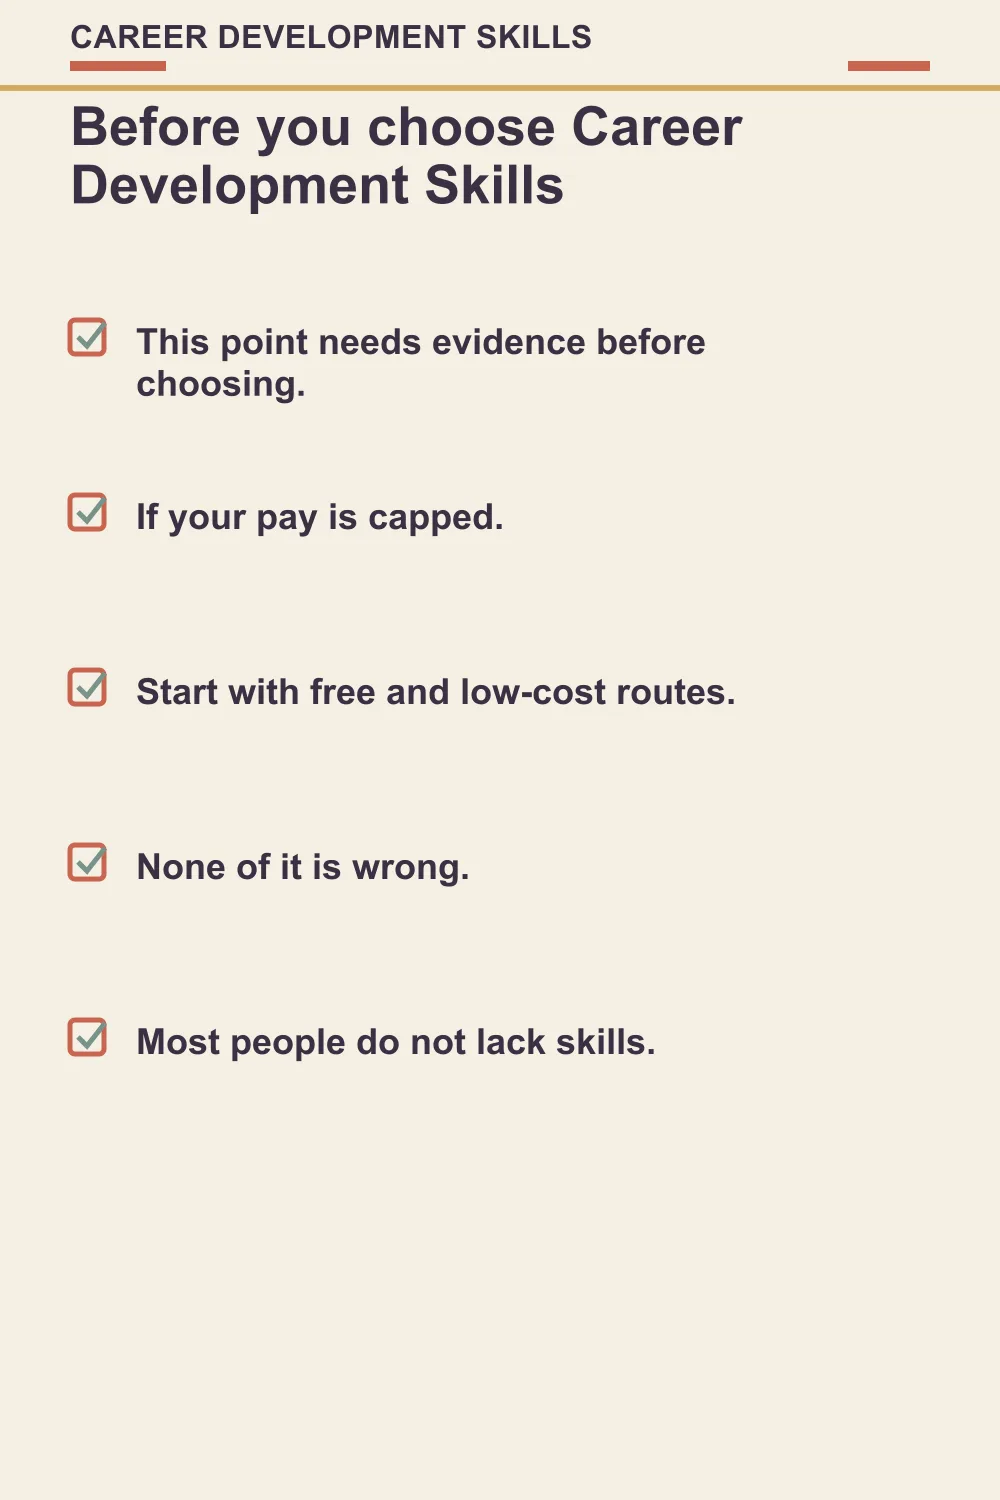 CAREER DEVELOPMENT SKILLS
Before you choose Career
Development Skills
This point needs evidence before
choosing.
If your pay is capped.
Start with free and low-cost routes.
None of it is wrong.
Most people do not lack skills.